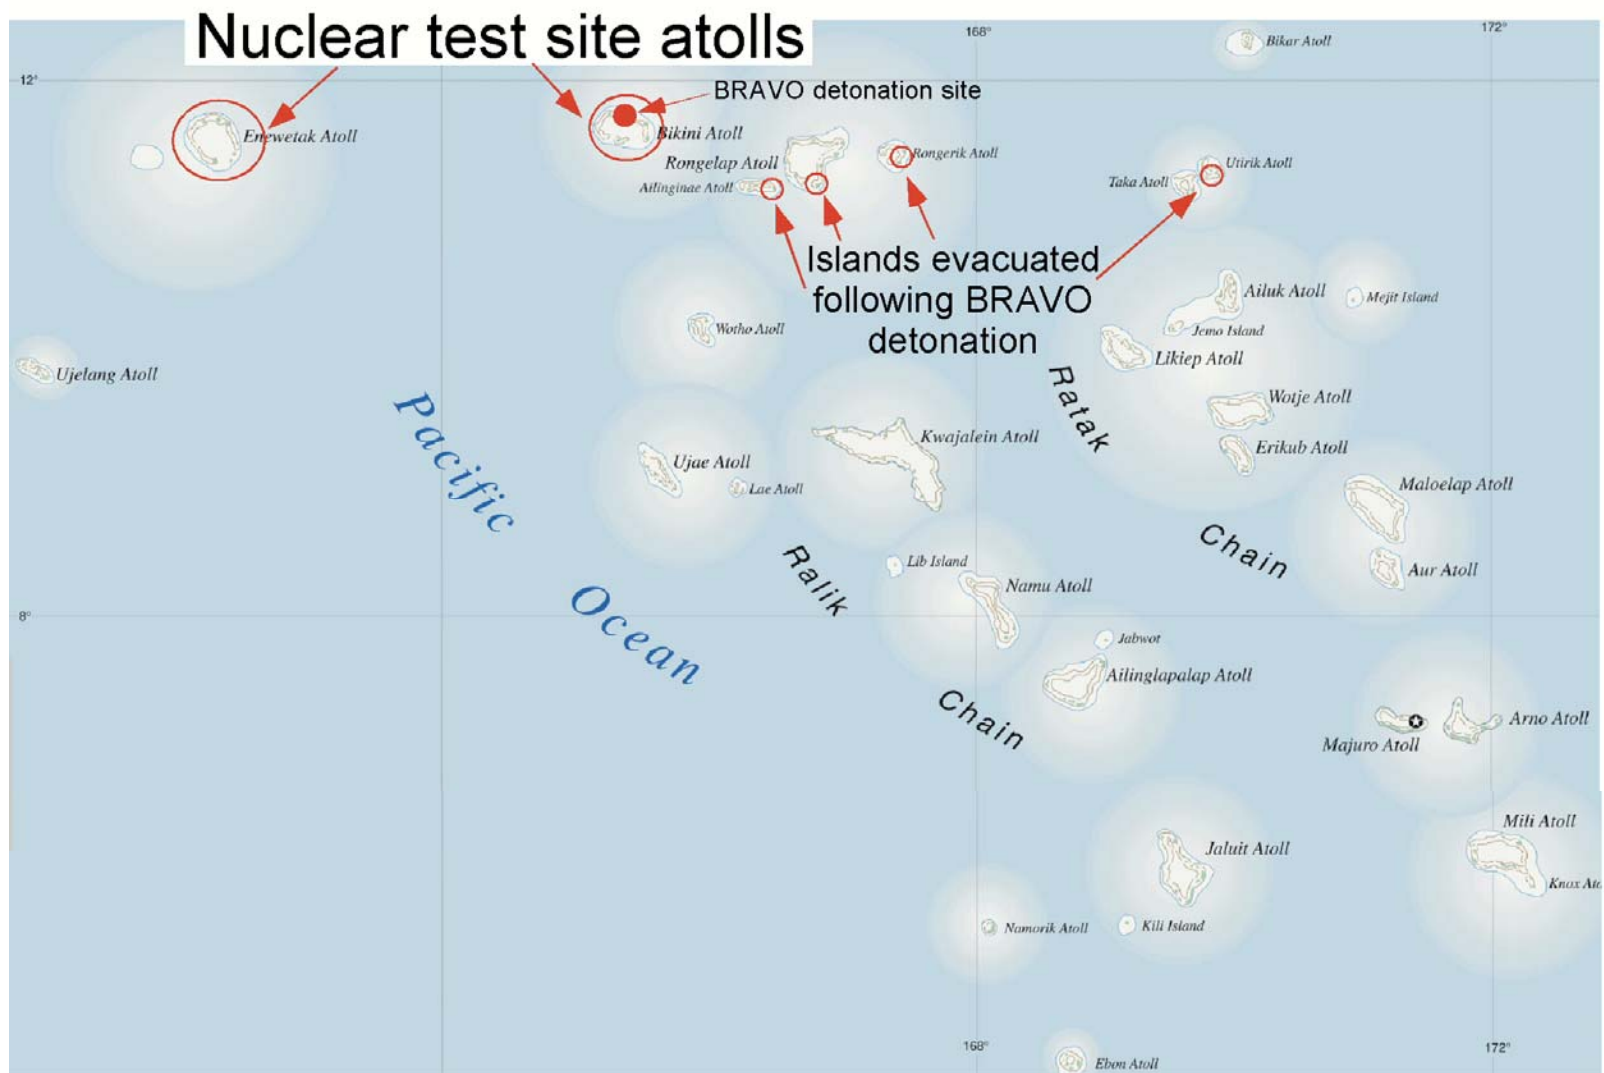 Nuclear test site atolls
168°
172°
Bikar Atoll
12°
BRAVO detonation site
Enewetak Atoll
Bikini Atoll
Rongelap Atoll
Rongerik Atoll
Ailinginae Atoll
Utirik Atoll
Taka Atoll
Islands evacuated
following BRAVO
detonation
Ailuk Atoll
Mejit Island
Jemo Island
Likiep Atoll
Wotho Atoll
Ujelang Atoll
Ratak
Wotje Atoll
Erikub Atoll
Pacific
Kwajalein Atoll
Ujae Atoll
Lae Atoll
Maloelap Atoll
Chain
Aur Atoll
Ralik
Lib Island
Namu Atoll
Ocean
8°
Jabwot
Ailinglapalap Atoll
Chain
Majuro Atoll
Arno Atoll
Mili Atoll
Jaluit Atoll
Knox Ato
Namorik Atoll
Kili Island
168°
172°
Ebon Atoll